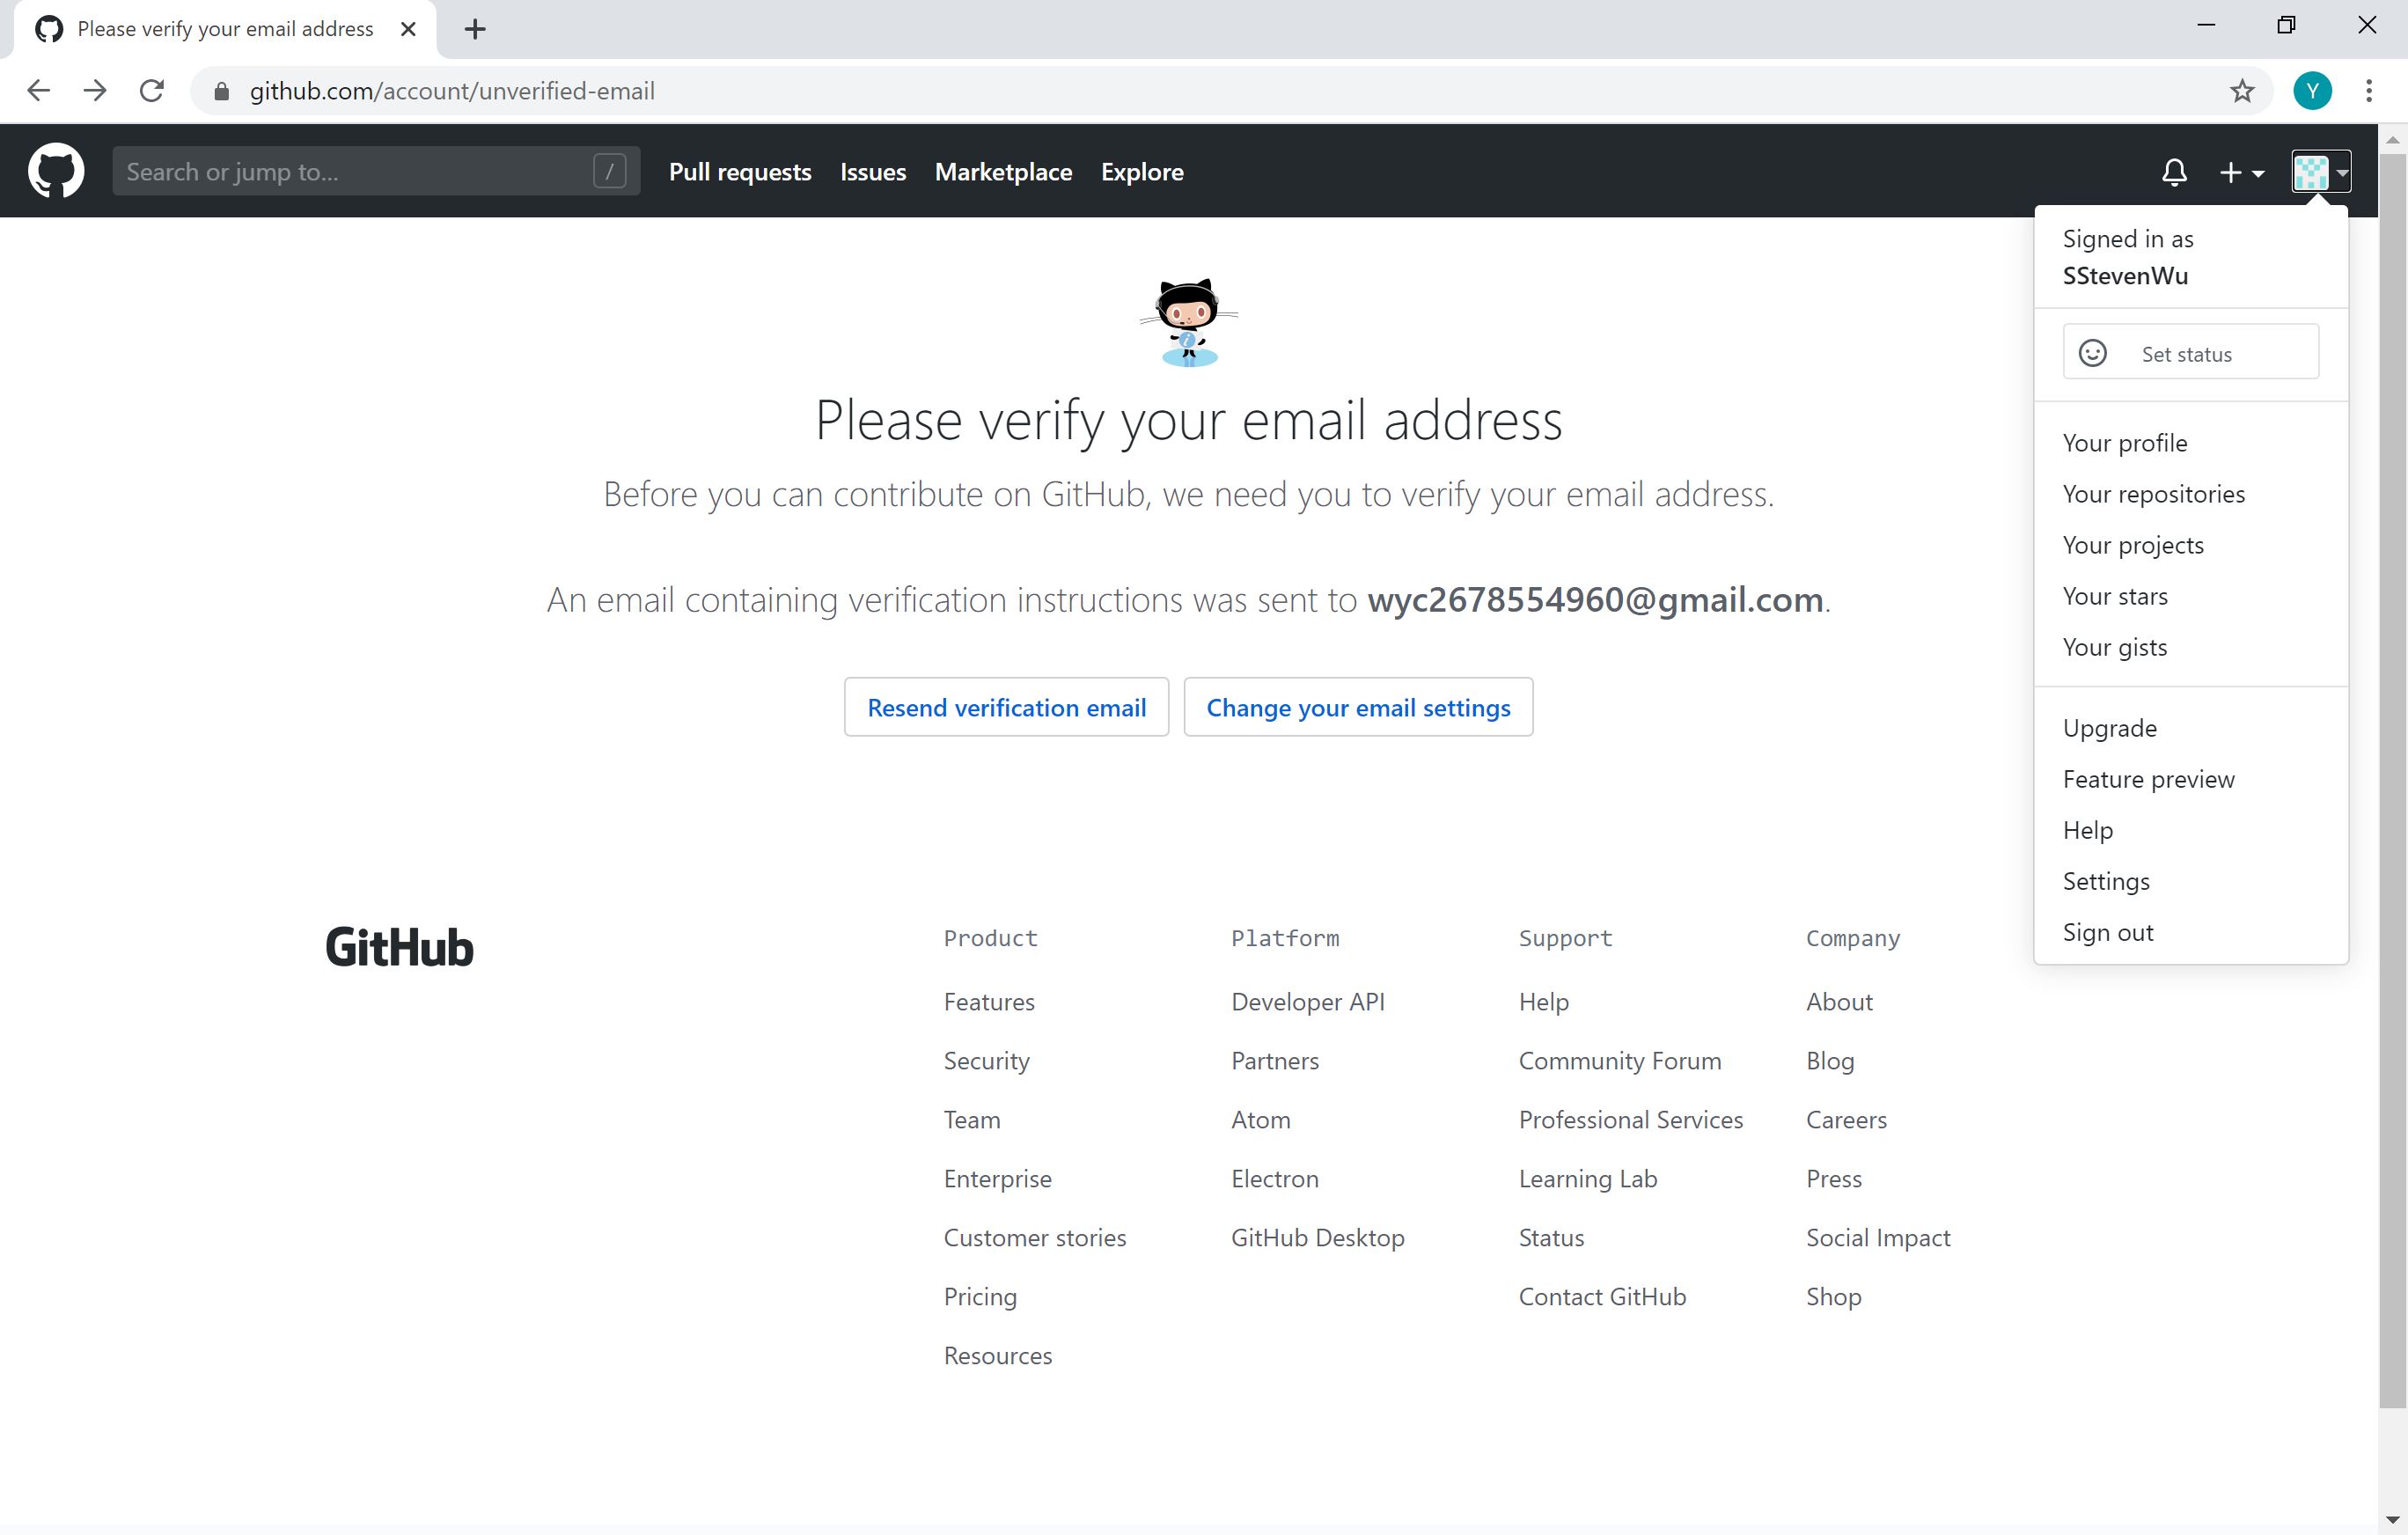 Please verify your email address
github.com/account/unverified-email
Y
Search or jump to...
/
Pull requests
Issues
Marketplace
Explore
Signed in as
SStevenWu
Set status
Your profile
Your repositories
Your projects
Your stars
Your gists
Upgrade
Feature preview
Help
Settings
Sign out
Please verify your email address
Before you can contribute on GitHub, we need you to verify your email address.
An email containing verification instructions was sent to wyc2678554960@gmail.com.
Resend verification email
Change your email settings
GitHub
Product
Features
Security
Team
Enterprise
Customer stories
Pricing
Resources
Platform
Developer API
Partners
Atom
Electron
GitHub Desktop
Support
Help
Community Forum
Professional Services
Learning Lab
Status
Contact GitHub
Company
About
Blog
Careers
Press
Social Impact
Shop